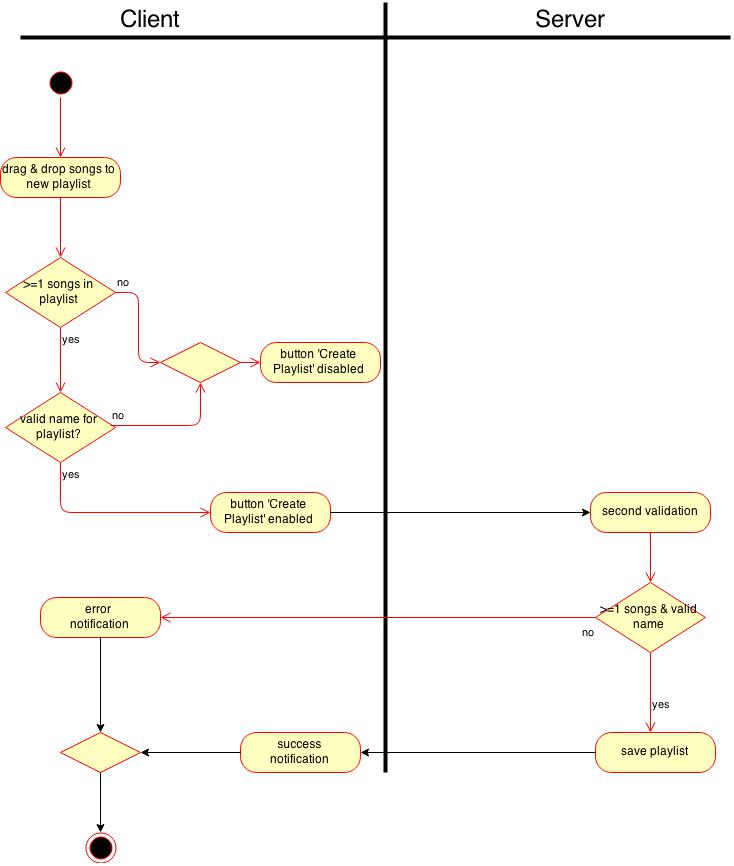 Client
Server
drag & drop songs to
new playlist
>=1 songs in
playlist
no
yes
button 'Create
Playlist' disabled
valid name for
playlist?
no
yes
button 'Create
Playlist' enabled
second validation
error
notification
>=1 songs & valid
name
no
yes
success
notification
save playlist